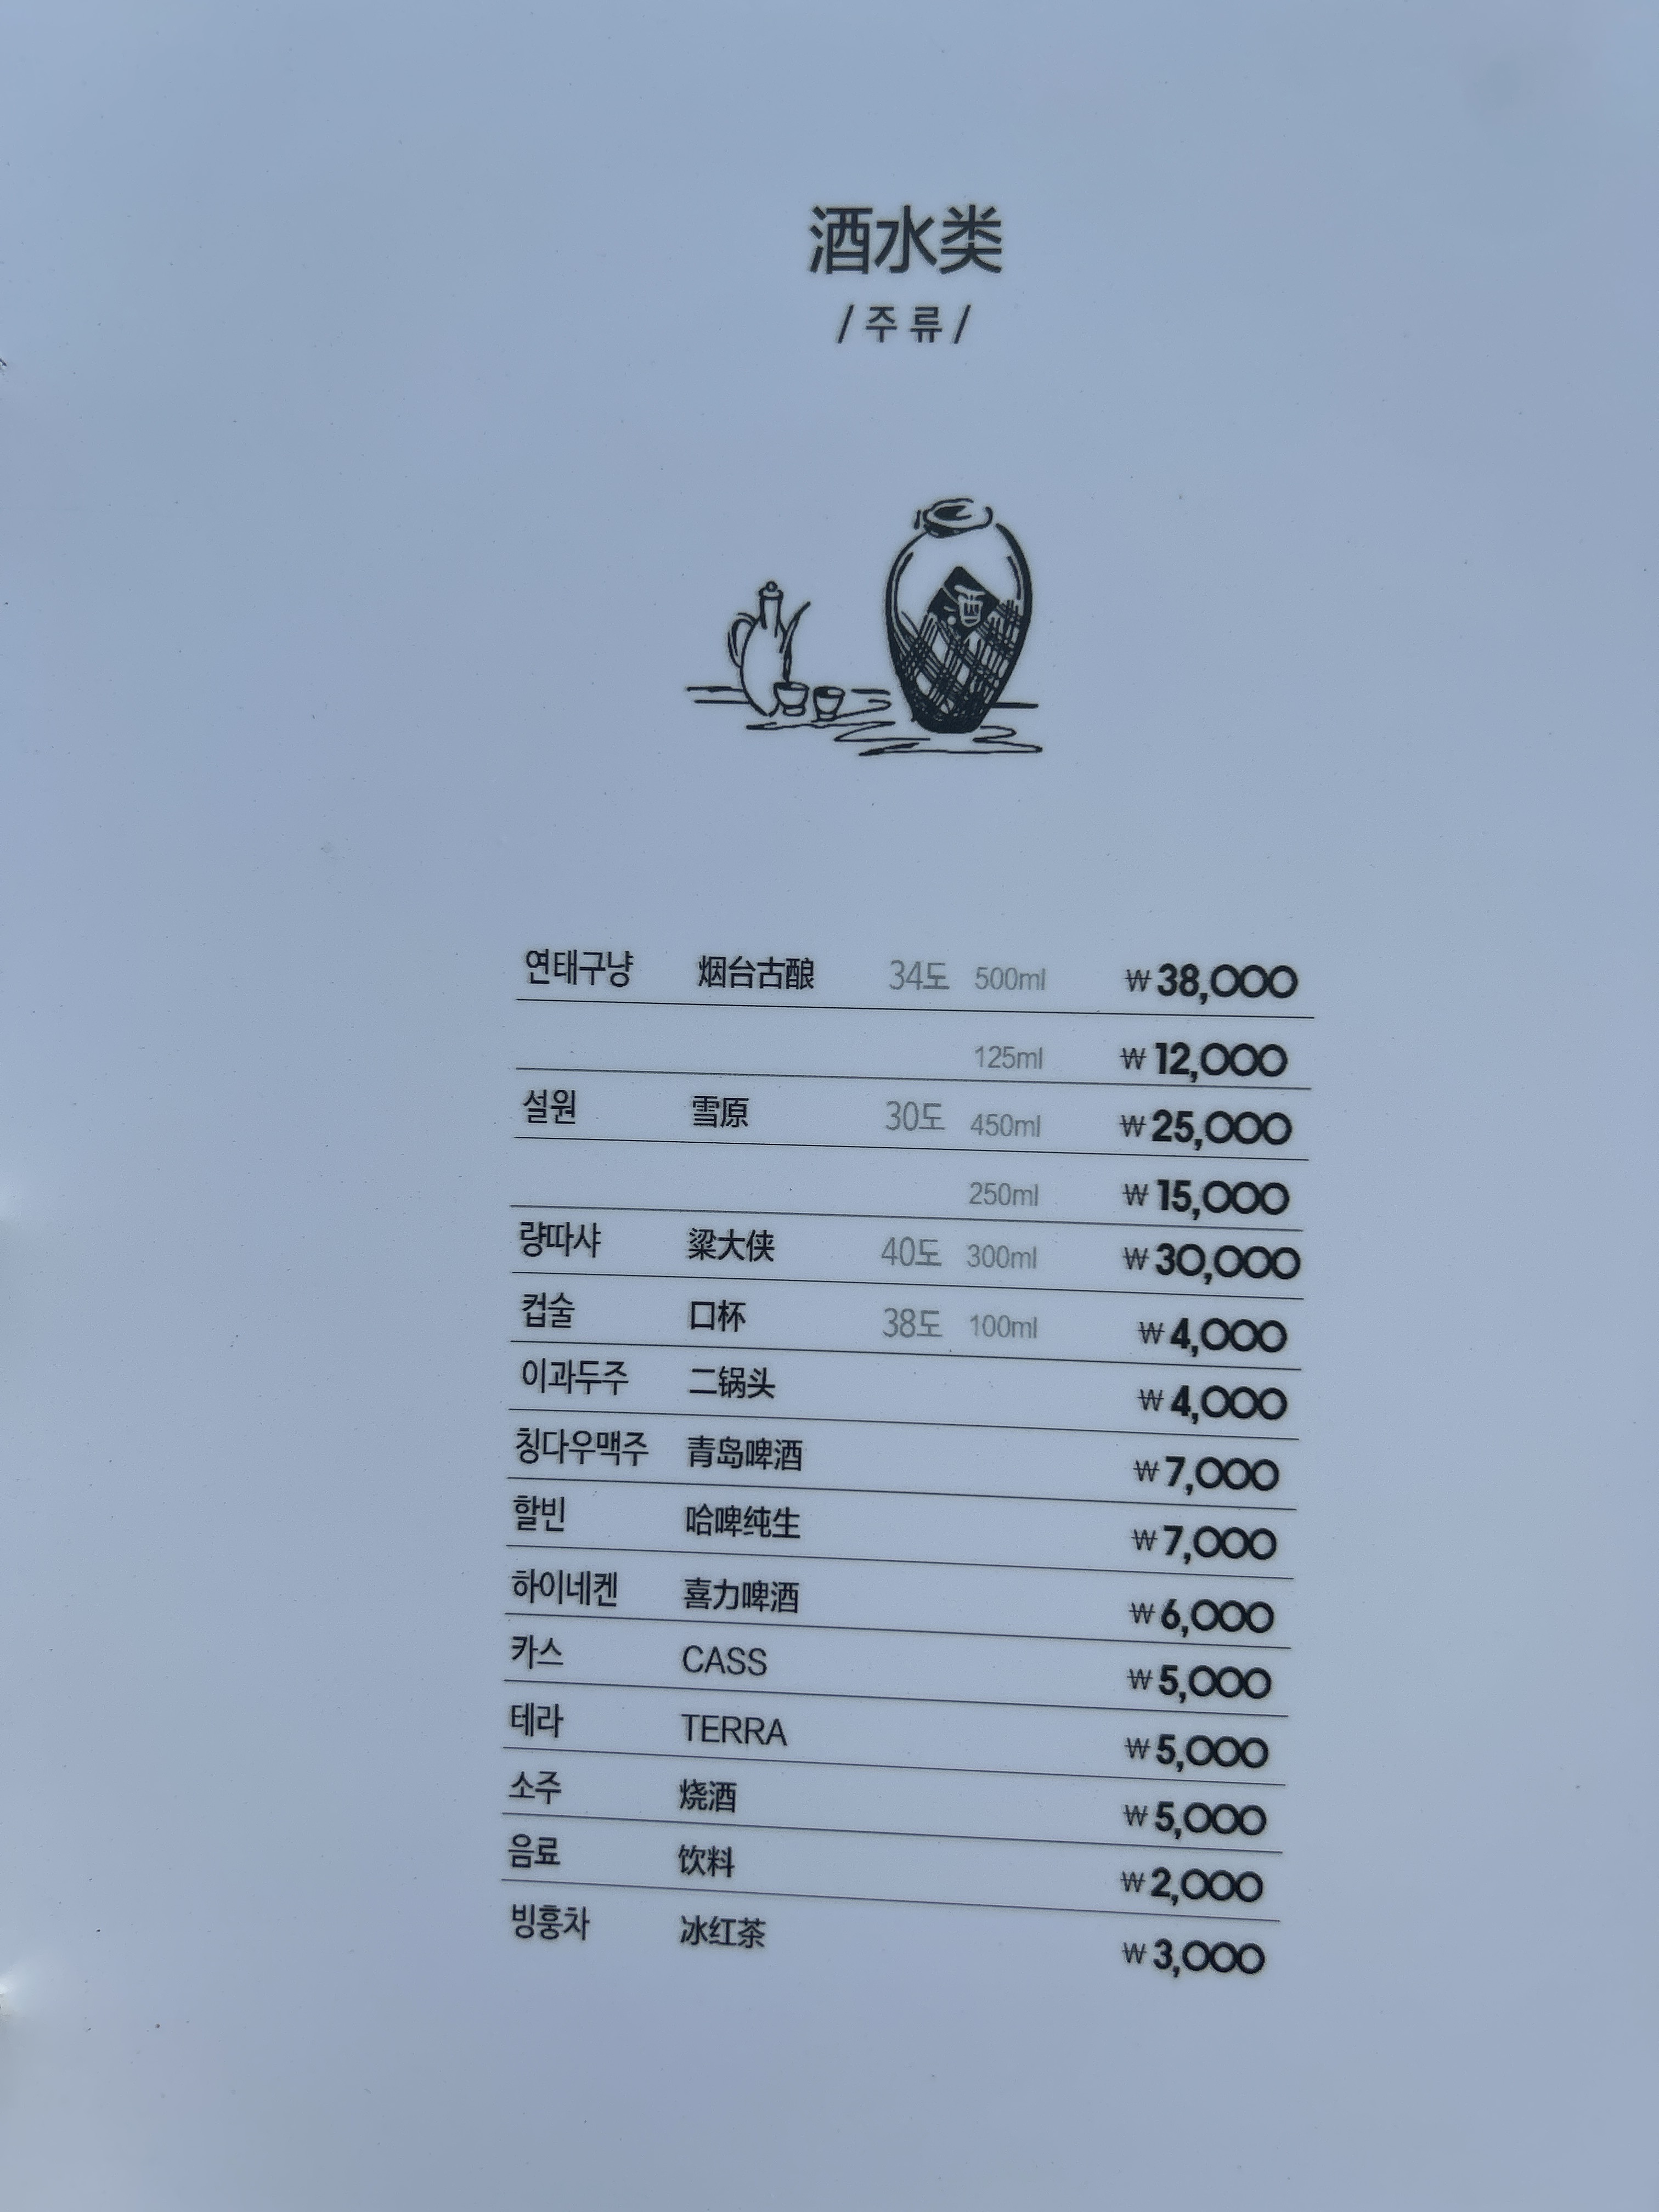 酒水类
/ 주 류 /
연태구냥 烟台古酿 34도 500ml ₩38,000
125ml ₩12,000
설원 雪原 30도 450ml ₩25,000
250ml ₩15,000
량따샤 粱大侠 40도 300ml ₩30,000
컵술 口杯 38도 100ml ₩4,000
이과두주 二锅头 ₩4,000
칭다우맥주 青岛啤酒 ₩7,000
할빈 哈啤纯生 ₩7,000
하이네켄 喜力啤酒 ₩6,000
카스 CASS ₩5,000
테라 TERRA ₩5,000
소주 烧酒 ₩5,000
음료 饮料 ₩2,000
빙홍차 冰红茶 ₩3,000